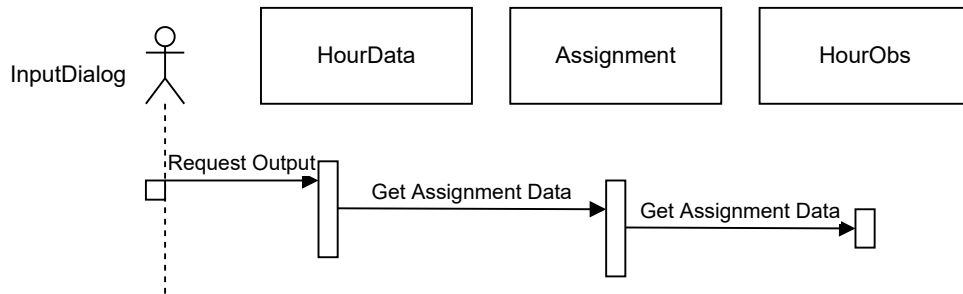 InputDialog
HourData
Assignment
HourObs
Request Output
Get Assignment Data
Get Assignment Data